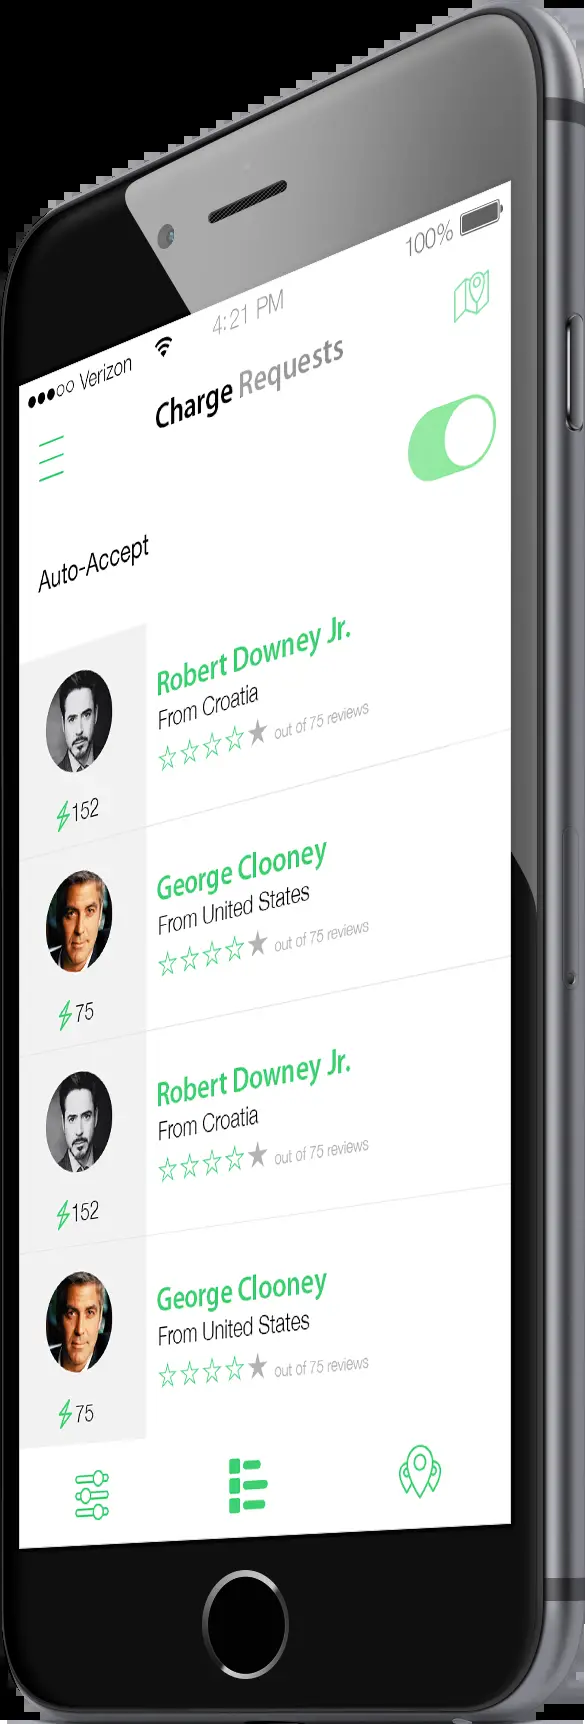 Verizon 4:21 PM 100%
Charge Requests
Auto-Accept
Robert Downey Jr.
From Croatia
out of 75 reviews
152
George Clooney
From United States
out of 75 reviews
75
Robert Downey Jr.
From Croatia
out of 75 reviews
152
George Clooney
From United States
out of 75 reviews
75